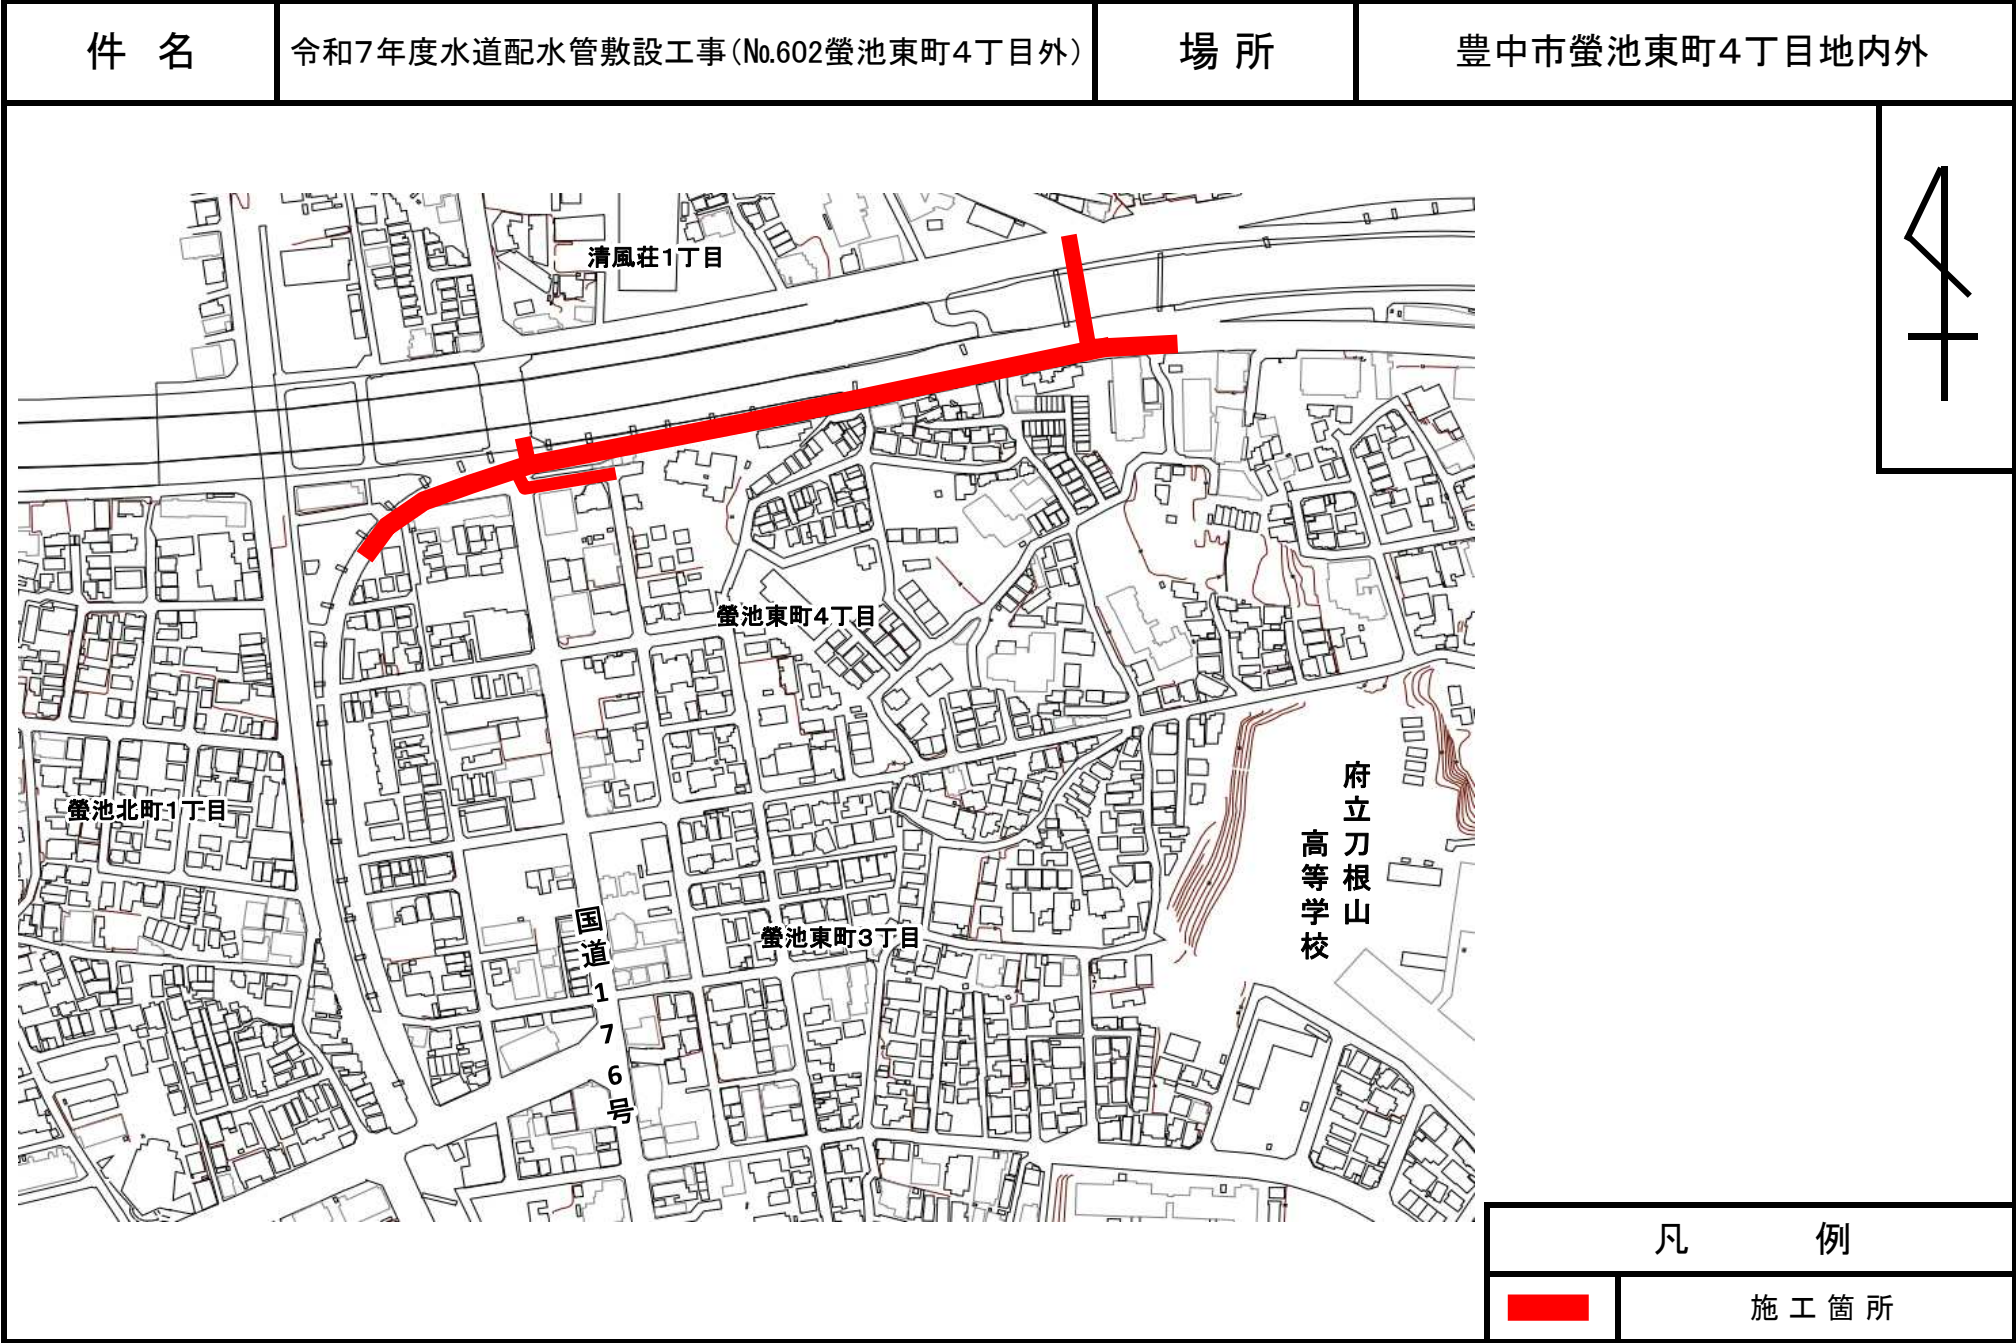 件 名
令和7年度水道配水管敷設工事(№602螢池東町4丁目外)
場 所
豊中市螢池東町4丁目地内外
清風荘1丁目
螢池東町4丁目
螢池北町1丁目
螢池東町3丁目
国道176号
府立刀根山
高等学校
凡 例
施 工 箇 所